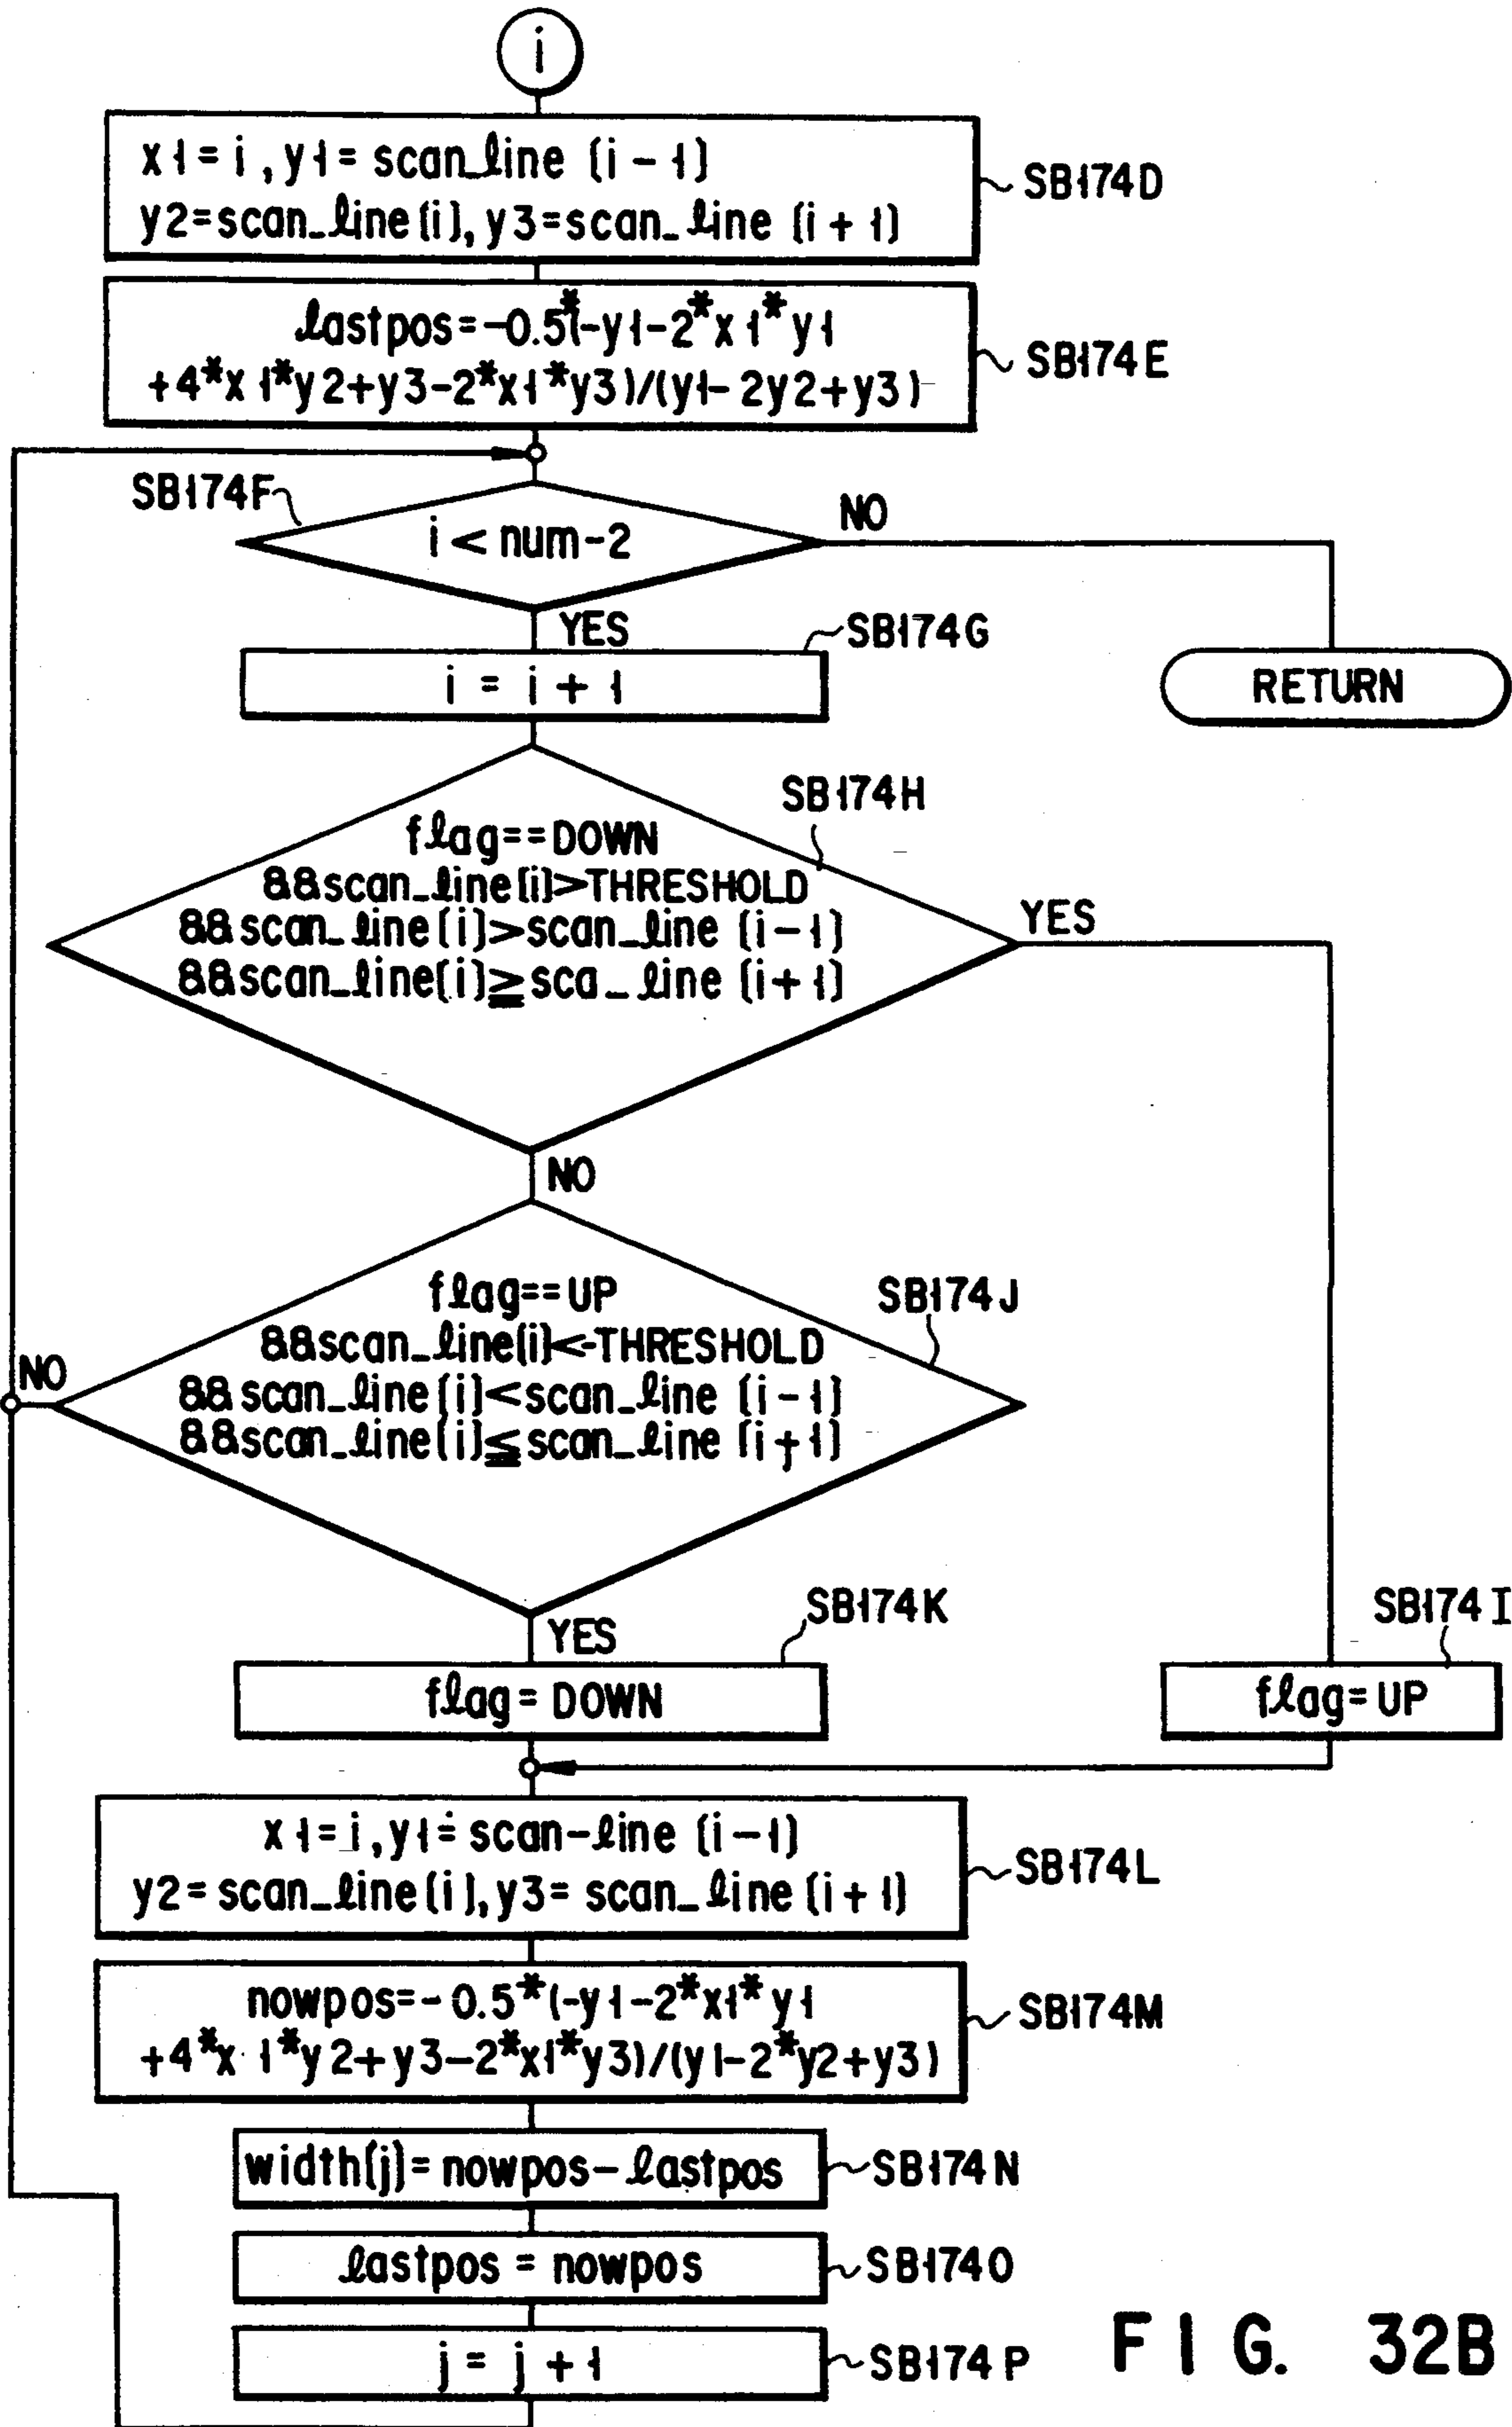 i
x1=i, y1=scan_line(i-1)
y2=scan_line(i), y3=scan_line(i+1)
SB174D
lastpos=-0.5*(-y1-2*x1*y1
+4*x1*y2+y3-2*x1*y3)/(y1-2y2+y3)
SB174E
SB174F
i<num-2
NO
YES
SB174G
i=i+1
RETURN
SB174H
flag==DOWN
&&scan_line(i)>THRESHOLD
&&scan_line(i)>scan_line(i-1)
&&scan_line(i)≧sca_line(i+1)
YES
NO
flag==UP
SB174J
&&scan_line(i)<-THRESHOLD
NO
&&scan_line(i)<scan_line(i-1)
&&scan_line(i)≦scan_line(i+1)
SB174K
SB174I
YES
flag=DOWN
flag=UP
x1=i, y1=scan-line(i-1)
y2=scan_line(i), y3=scan_line(i+1)
SB174L
nowpos=-0.5*(-y1-2*x1*y1
+4*x1*y2+y3-2*x1*y3)/(y1-2*y2+y3)
SB174M
width(j)=nowpos-lastpos
SB174N
lastpos=nowpos
SB174O
j=j+1
SB174P
FIG. 32B